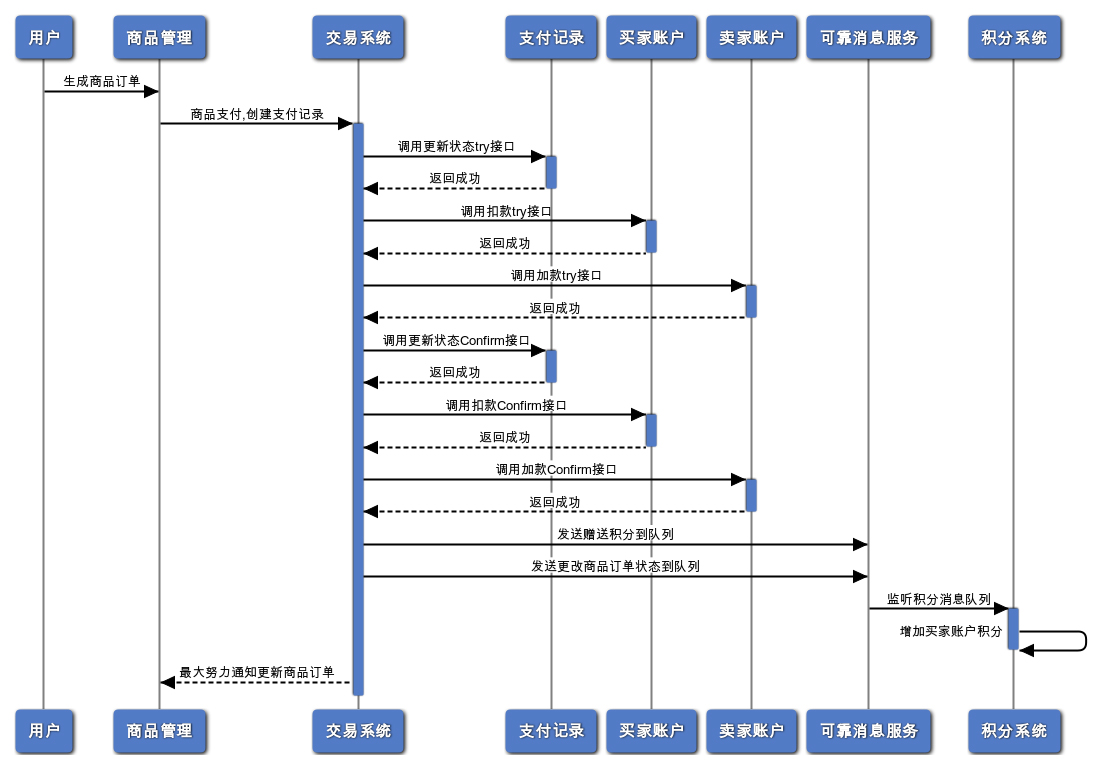 用户
商品管理
交易系统
支付记录
买家账户
卖家账户
可靠消息服务
积分系统
生成商品订单
商品支付,创建支付记录
调用更新状态try接口
返回成功
调用扣款try接口
返回成功
调用加款try接口
返回成功
调用更新状态Confirm接口
返回成功
调用扣款Confirm接口
返回成功
调用加款Confirm接口
返回成功
发送赠送积分到队列
发送更改商品订单状态到队列
监听积分消息队列
增加买家账户积分
最大努力通知更新商品订单
用户
商品管理
交易系统
支付记录
买家账户
卖家账户
可靠消息服务
积分系统